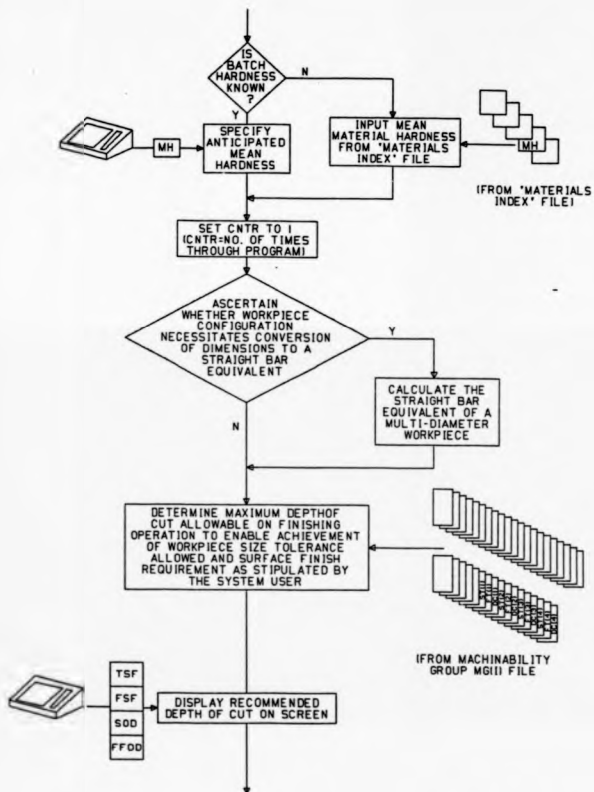 IS
BATCH
HARDNESS
KNOWN
?
N
Y
MH
SPECIFY
ANTICIPATED
MEAN
HARDNESS
INPUT MEAN
MATERIAL HARDNESS
FROM 'MATERIALS
INDEX' FILE
MH
(FROM 'MATERIALS
INDEX' FILE)
SET CNTR TO 1
(CNTR=NO. OF TIMES
THROUGH PROGRAM)
ASCERTAIN
WHETHER WORKPIECE
CONFIGURATION
NECESSITATES CONVERSION
OF DIMENSIONS TO A
STRAIGHT BAR
EQUIVALENT
Y
N
CALCULATE THE
STRAIGHT BAR
EQUIVALENT OF A
MULTI-DIAMETER
WORKPIECE
DETERMINE MAXIMUM DEPTHOF
CUT ALLOWABLE ON FINISHING
OPERATION TO ENABLE ACHIEVEMENT
OF WORKPIECE SIZE TOLERANCE
ALLOWED AND SURFACE FINISH
REQUIREMENT AS STIPULATED BY
THE SYSTEM USER
(FROM MACHINABILITY
GROUP MG(I) FILE
TSF
FSF
SOD
FFOD
DISPLAY RECOMMENDED
DEPTH OF CUT ON SCREEN